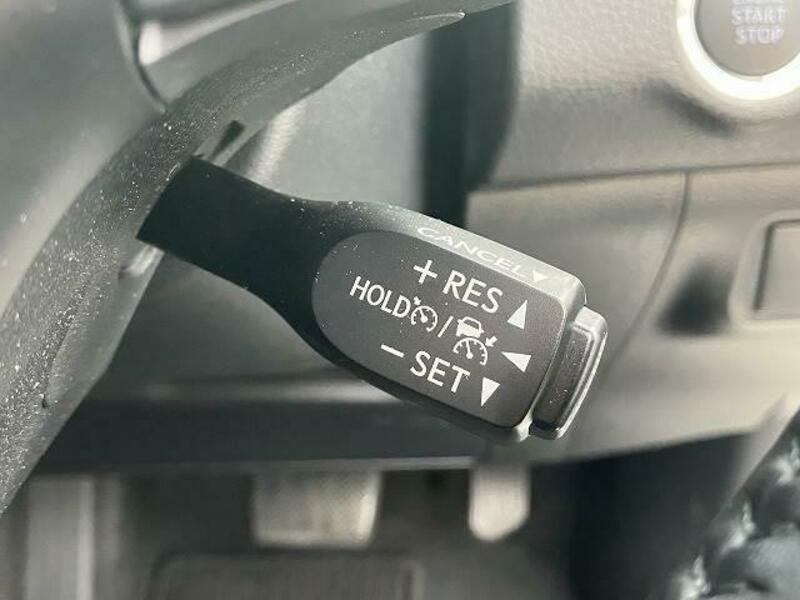 START
STOP
CANCEL▼
+ RES ▲
HOLD /
− SET ▼